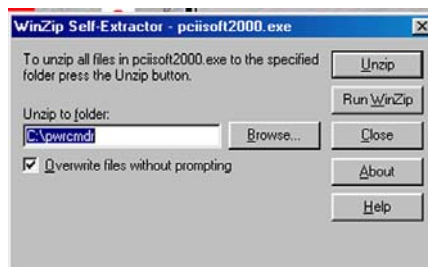 WinZip Self-Extractor - pciisoft2000.exe
To unzip all files in pciisoft2000.exe to the specified
folder press the Unzip button.
Unzip to folder:
C:\pwrcmdr
Browse...
Overwrite files without prompting
Unzip
Run WinZip
Close
About
Help